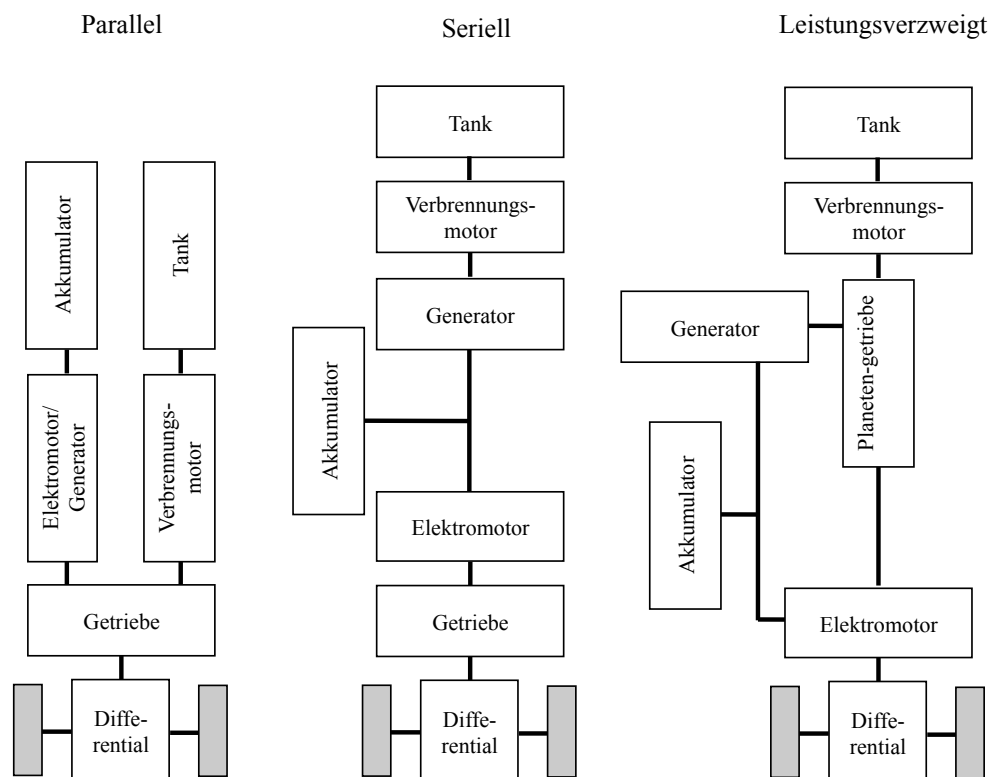 Parallel
Akkumulator
Tank
Elektromotor/
Generator
Verbrennungs-
motor
Getriebe
Diffe-
rential
Seriell
Tank
Verbrennungs-
motor
Generator
Akkumulator
Elektromotor
Getriebe
Diffe-
rential
Leistungsverzweigt
Tank
Verbrennungs-
motor
Generator
Planeten-getriebe
Akkumulator
Elektromotor
Diffe-
rential